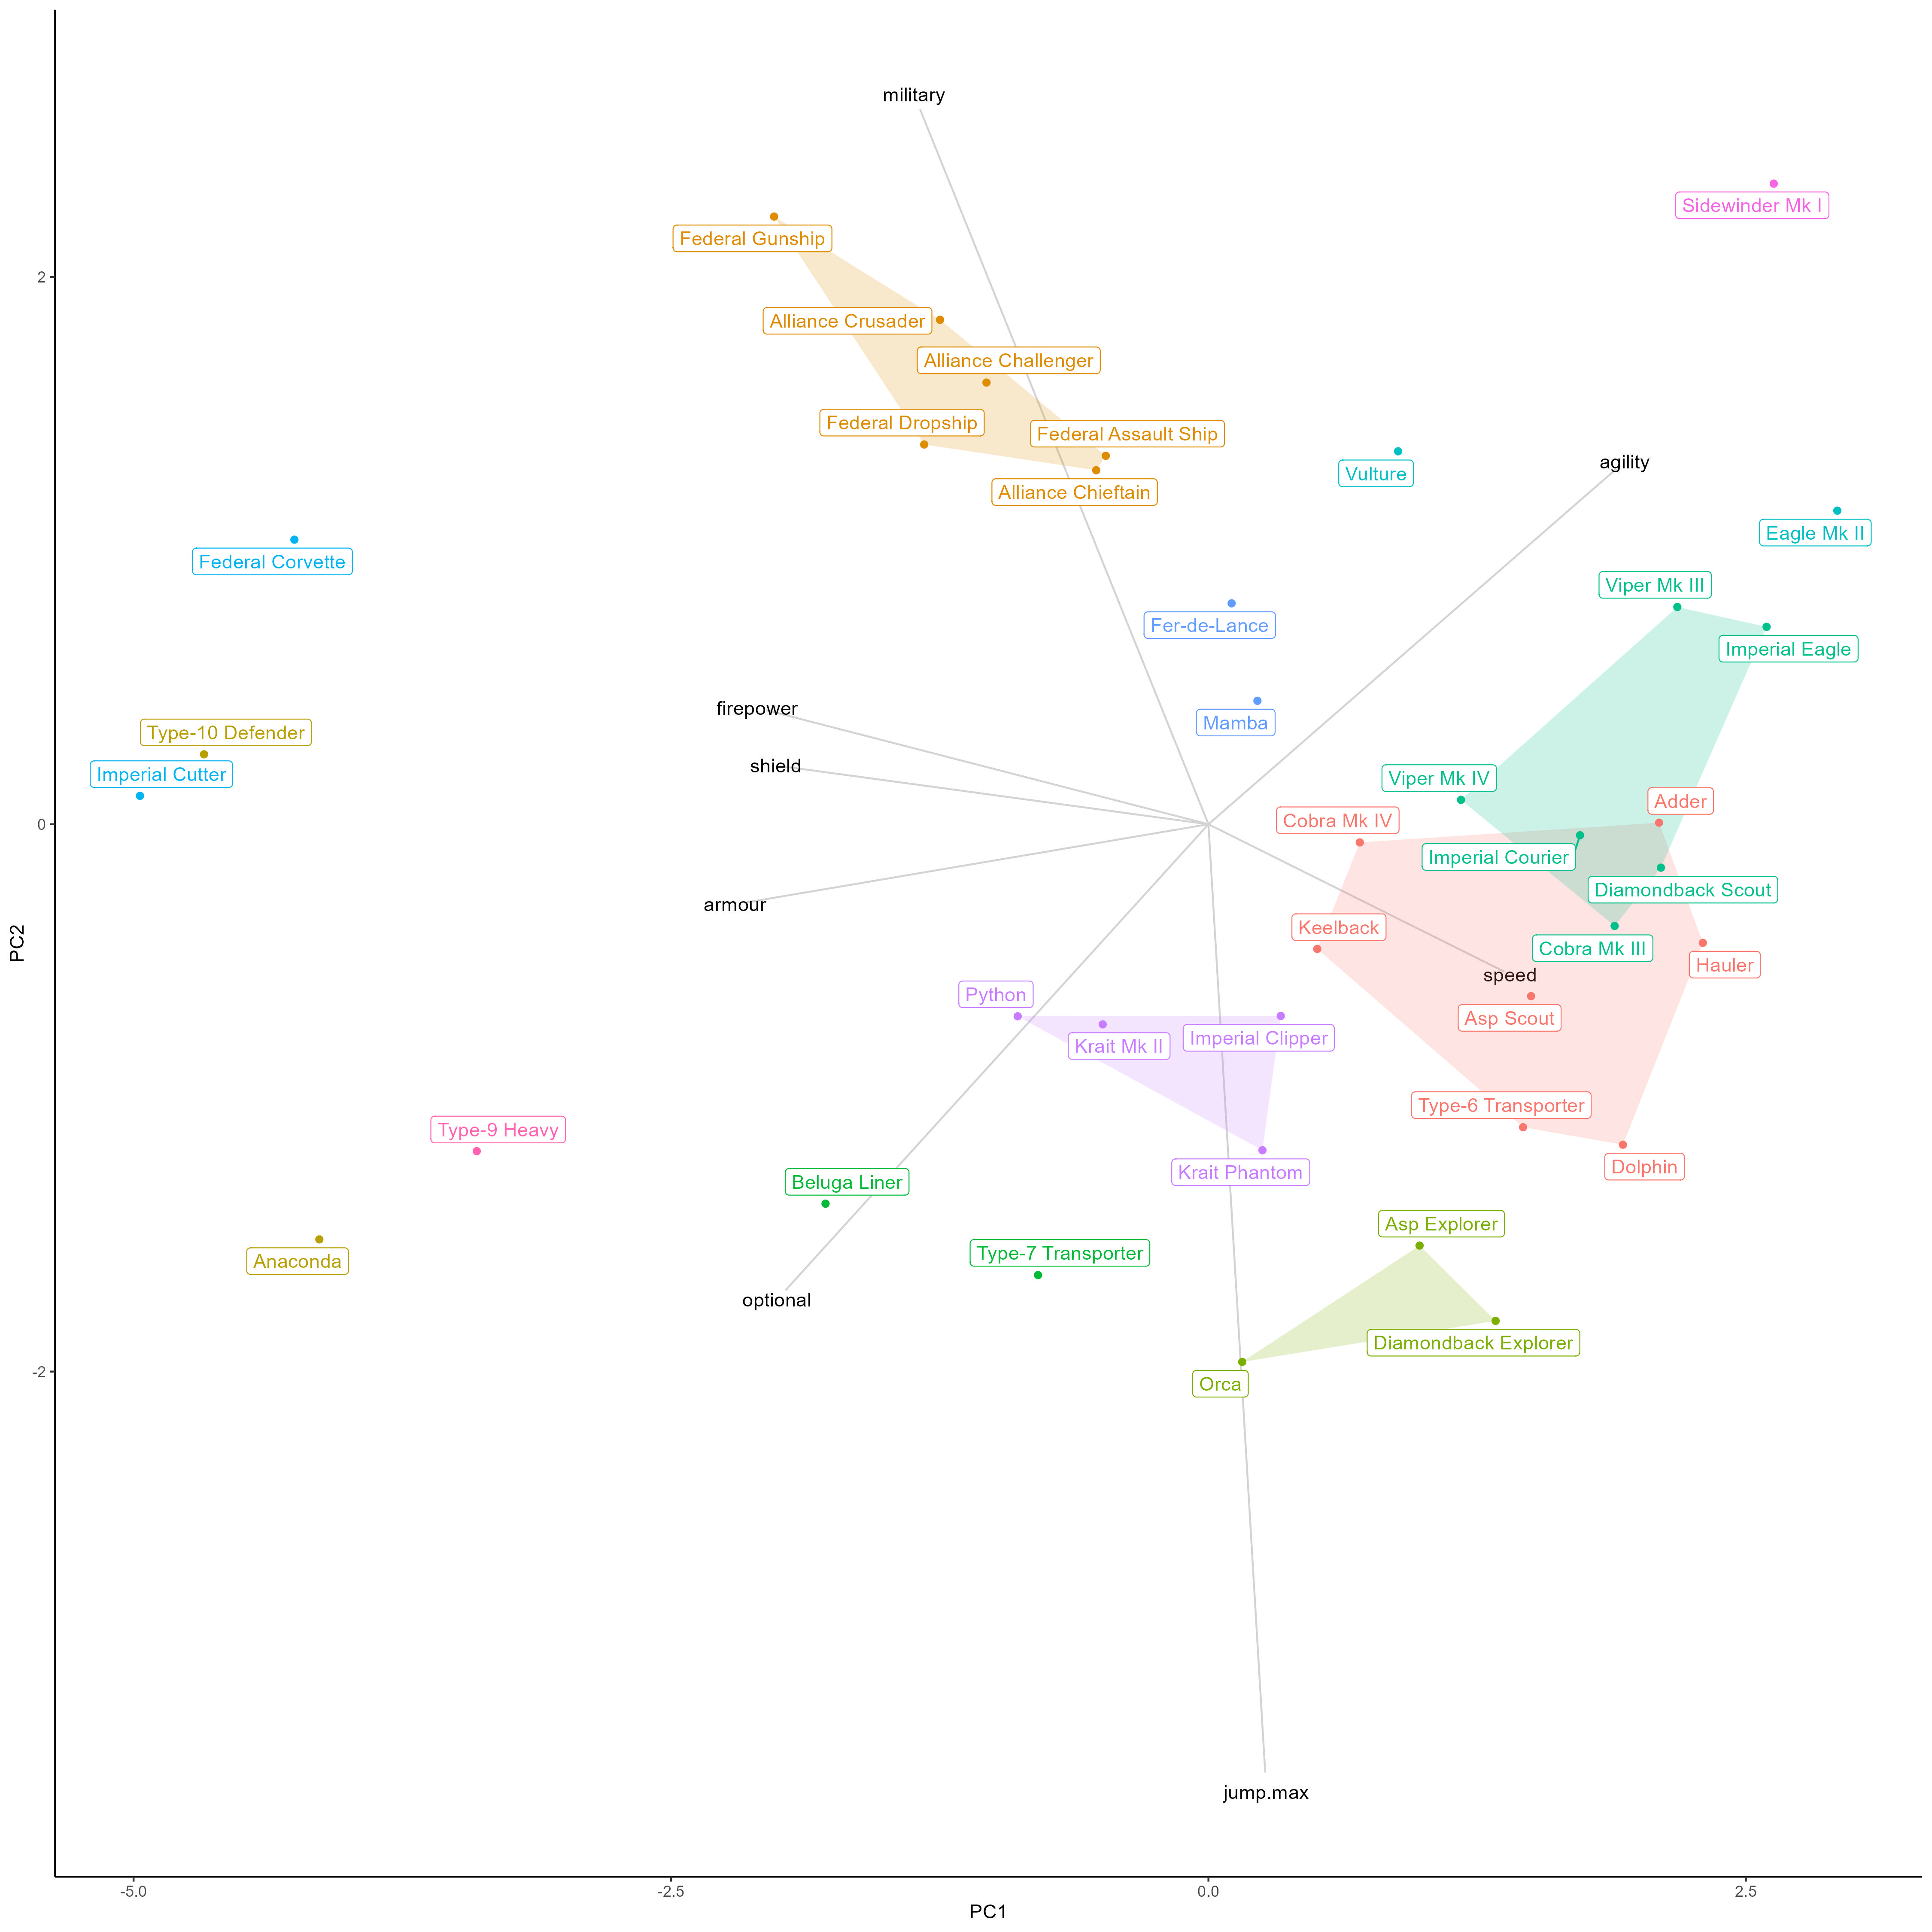 military
Sidewinder Mk I
Federal Gunship
2
Alliance Crusader
Alliance Challenger
Federal Dropship
Federal Assault Ship
agility
Vulture
Alliance Chieftain
Eagle Mk II
Federal Corvette
Viper Mk III
Fer-de-Lance
Imperial Eagle
firepower
Mamba
Type-10 Defender
shield
Imperial Cutter
Viper Mk IV
Adder
Cobra Mk IV
0
Imperial Courier
Diamondback Scout
armour
Keelback
PC2
Cobra Mk III
Hauler
speed
Python
Asp Scout
Imperial Clipper
Krait Mk II
Type-6 Transporter
Type-9 Heavy
Dolphin
Krait Phantom
Beluga Liner
Asp Explorer
Type-7 Transporter
Anaconda
optional
Diamondback Explorer
-2
Orca
jump.max
-5.0
-2.5
0.0
2.5
PC1